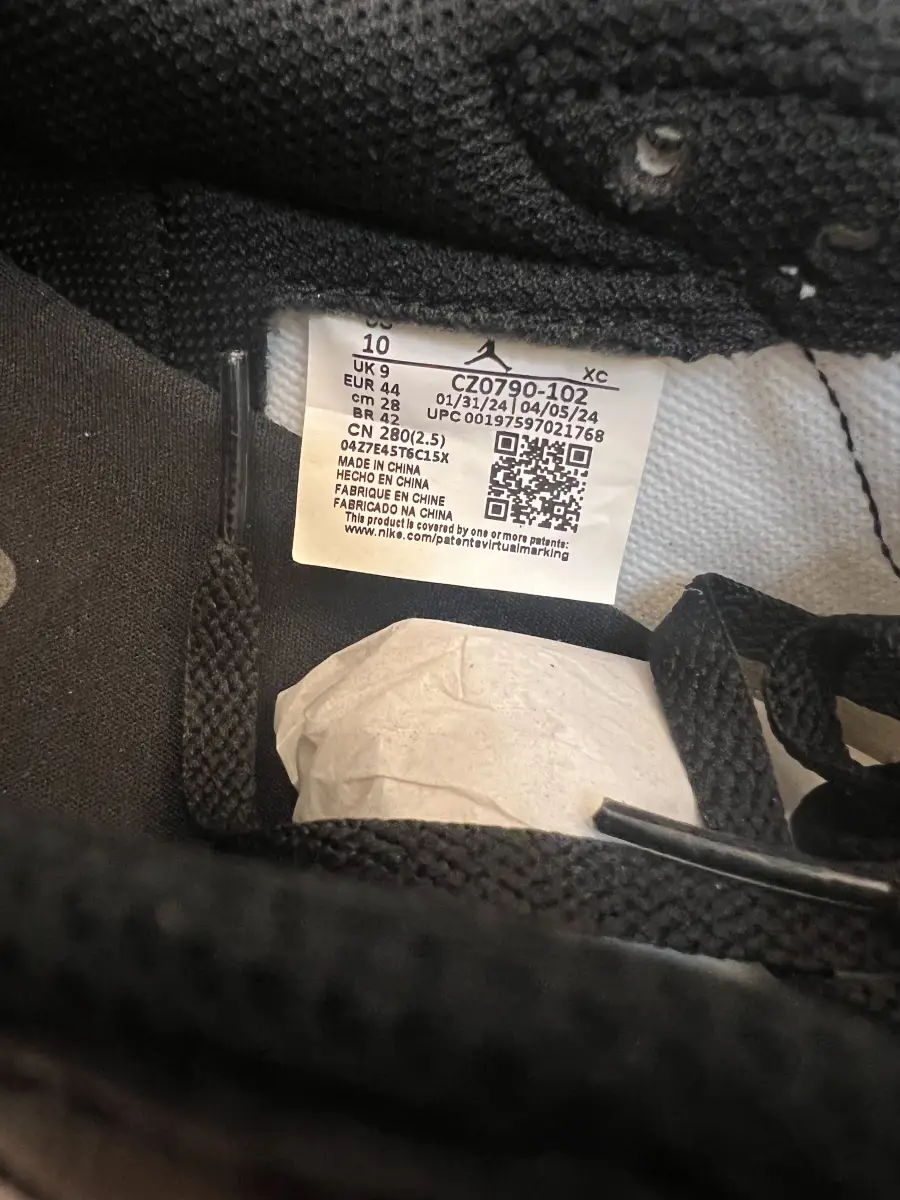 US
10
XC
UK 9
EUR 44
cm 28
BR 42
CN 280(2.5)
CZ0790-102
01/31/24 | 04/05/24
UPC 00197597021768
04Z7E45T6C15X
MADE IN CHINA
HECHO EN CHINA
FABRIQUE EN CHINE
FABRICADO NA CHINA
This product is covered by one or more patents:
www.nike.com/patentsvirtualmarking